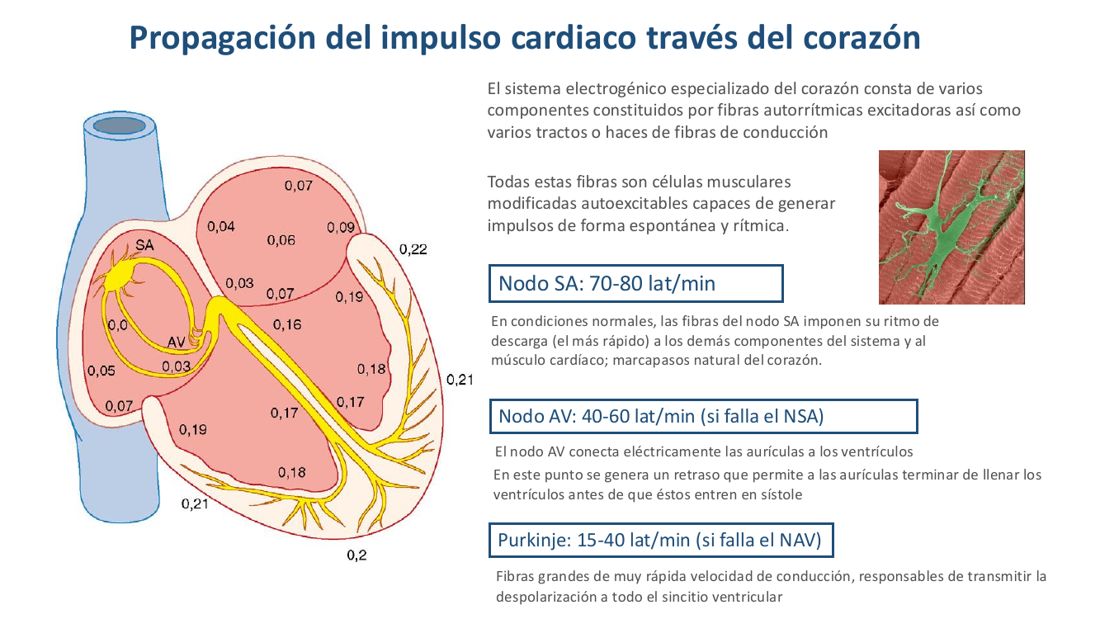 Propagación del impulso cardiaco través del corazón
El sistema electrogénico especializado del corazón consta de varios
componentes constituidos por fibras autorrítmicas excitadoras así como
varios tractos o haces de fibras de conducción
Todas estas fibras son células musculares
modificadas autoexcitables capaces de generar
impulsos de forma espontánea y rítmica.
Nodo SA: 70-80 lat/min
En condiciones normales, las fibras del nodo SA imponen su ritmo de
descarga (el más rápido) a los demás componentes del sistema y al
músculo cardíaco; marcapasos natural del corazón.
Nodo AV: 40-60 lat/min (si falla el NSA)
El nodo AV conecta eléctricamente las aurículas a los ventrículos
En este punto se genera un retraso que permite a las aurículas terminar de llenar los
ventrículos antes de que éstos entren en sístole
Purkinje: 15-40 lat/min (si falla el NAV)
Fibras grandes de muy rápida velocidad de conducción, responsables de transmitir la
despolarización a todo el sincitio ventricular
0,07
0,04
0,09
0,06
SA
0,22
0,03
0,07
0,19
0,0
0,16
AV
0,05
0,03
0,18
0,21
0,07
0,17
0,17
0,19
0,18
0,21
0,2